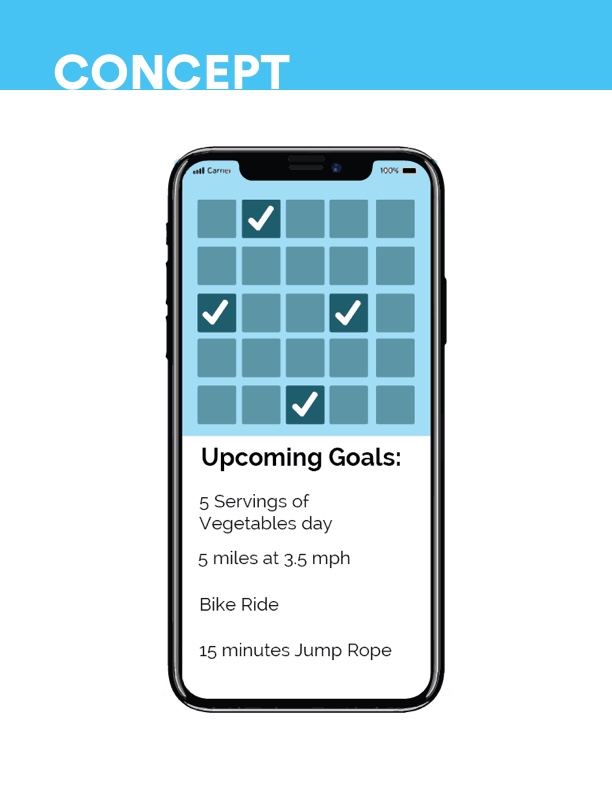 CONCEPT
Carrier 100%
Upcoming Goals:
5 Servings of
Vegetables day
5 miles at 3.5 mph
Bike Ride
15 minutes Jump Rope